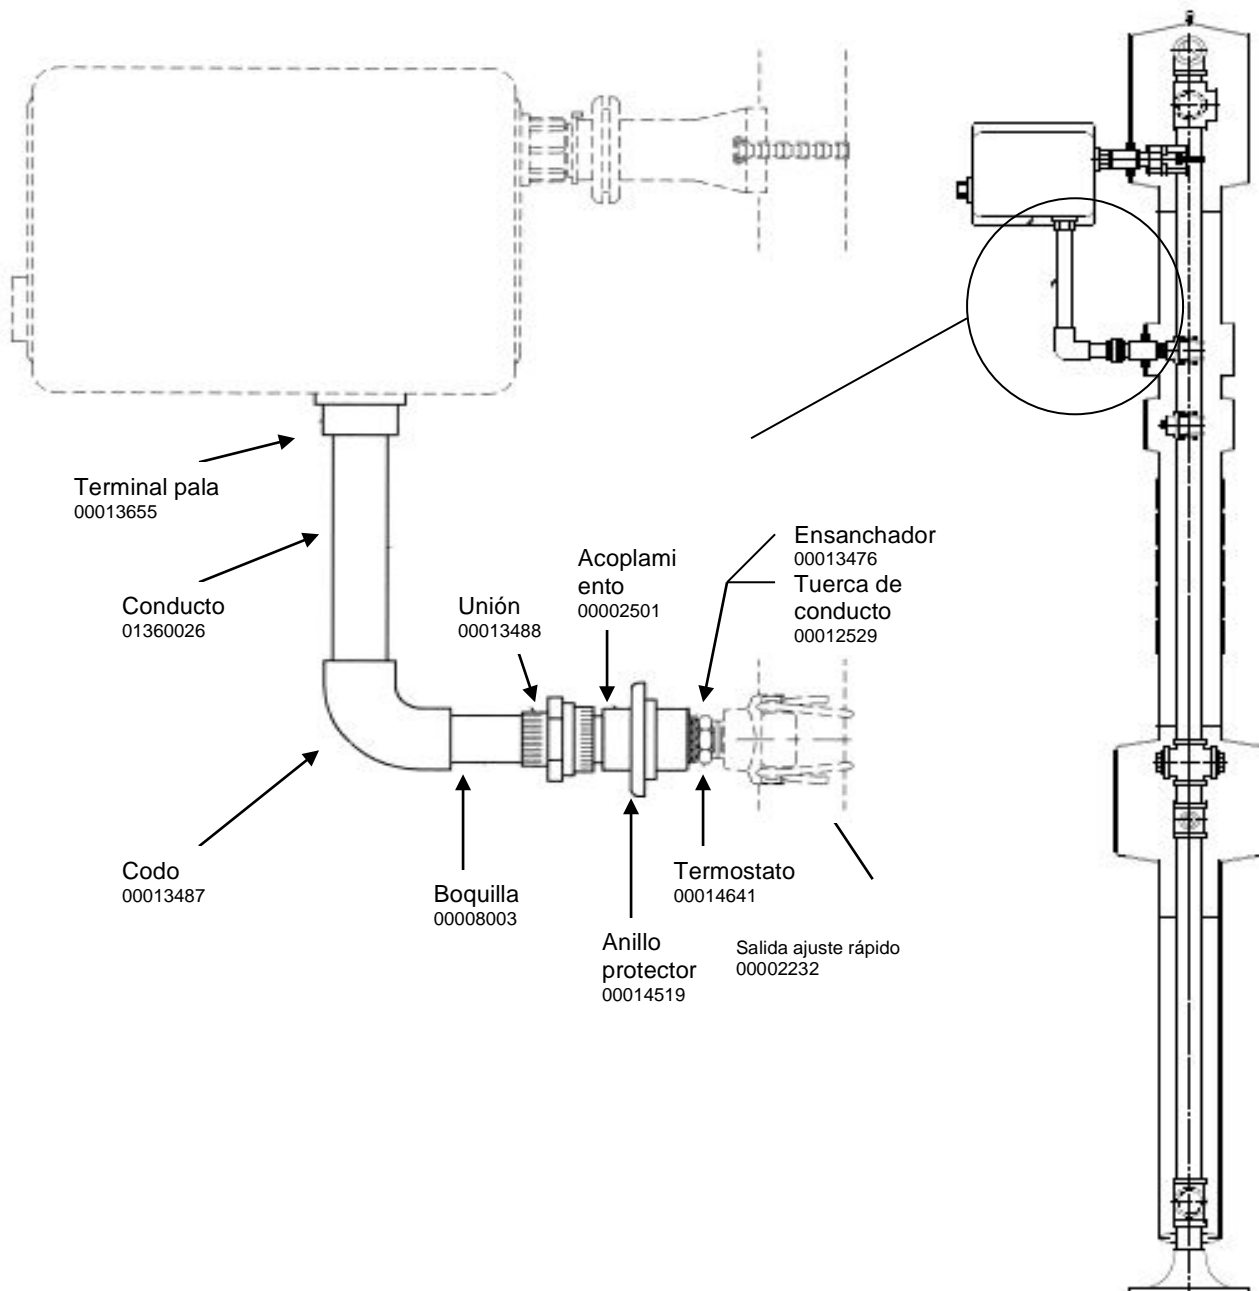 Terminal pala
00013655
Conducto
01360026
Unión
00013488
Acoplami
ento
00002501
Ensanchador
00013476
Tuerca de
conducto
00012529
Codo
00013487
Boquilla
00008003
Anillo
protector
00014519
Termostato
00014641
Salida ajuste rápido
00002232